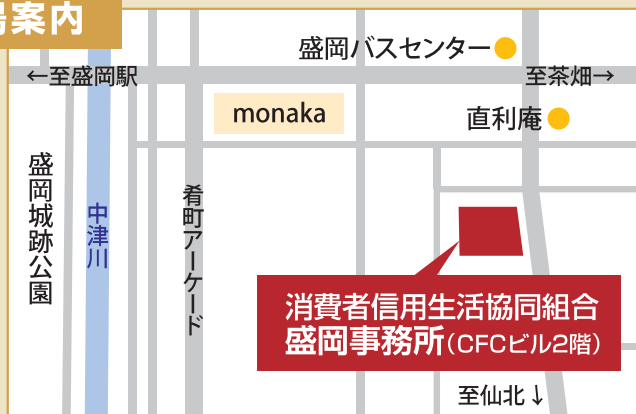 場案内
盛岡バスセンター
←至盛岡駅
至茶畑→
monaka
直利庵
盛岡城跡公園
中津川
肴町アーケード
消費者信用生活協同組合
盛岡事務所（CFCビル2階）
至仙北↓